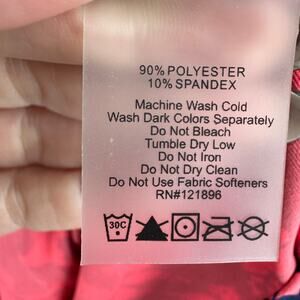 90% POLYESTER
10% SPANDEX
Machine Wash Cold
Wash Dark Colors Separately
Do Not Bleach
Tumble Dry Low
Do Not Iron
Do Not Dry Clean
Do Not Use Fabric Softeners
RN#121896
30C